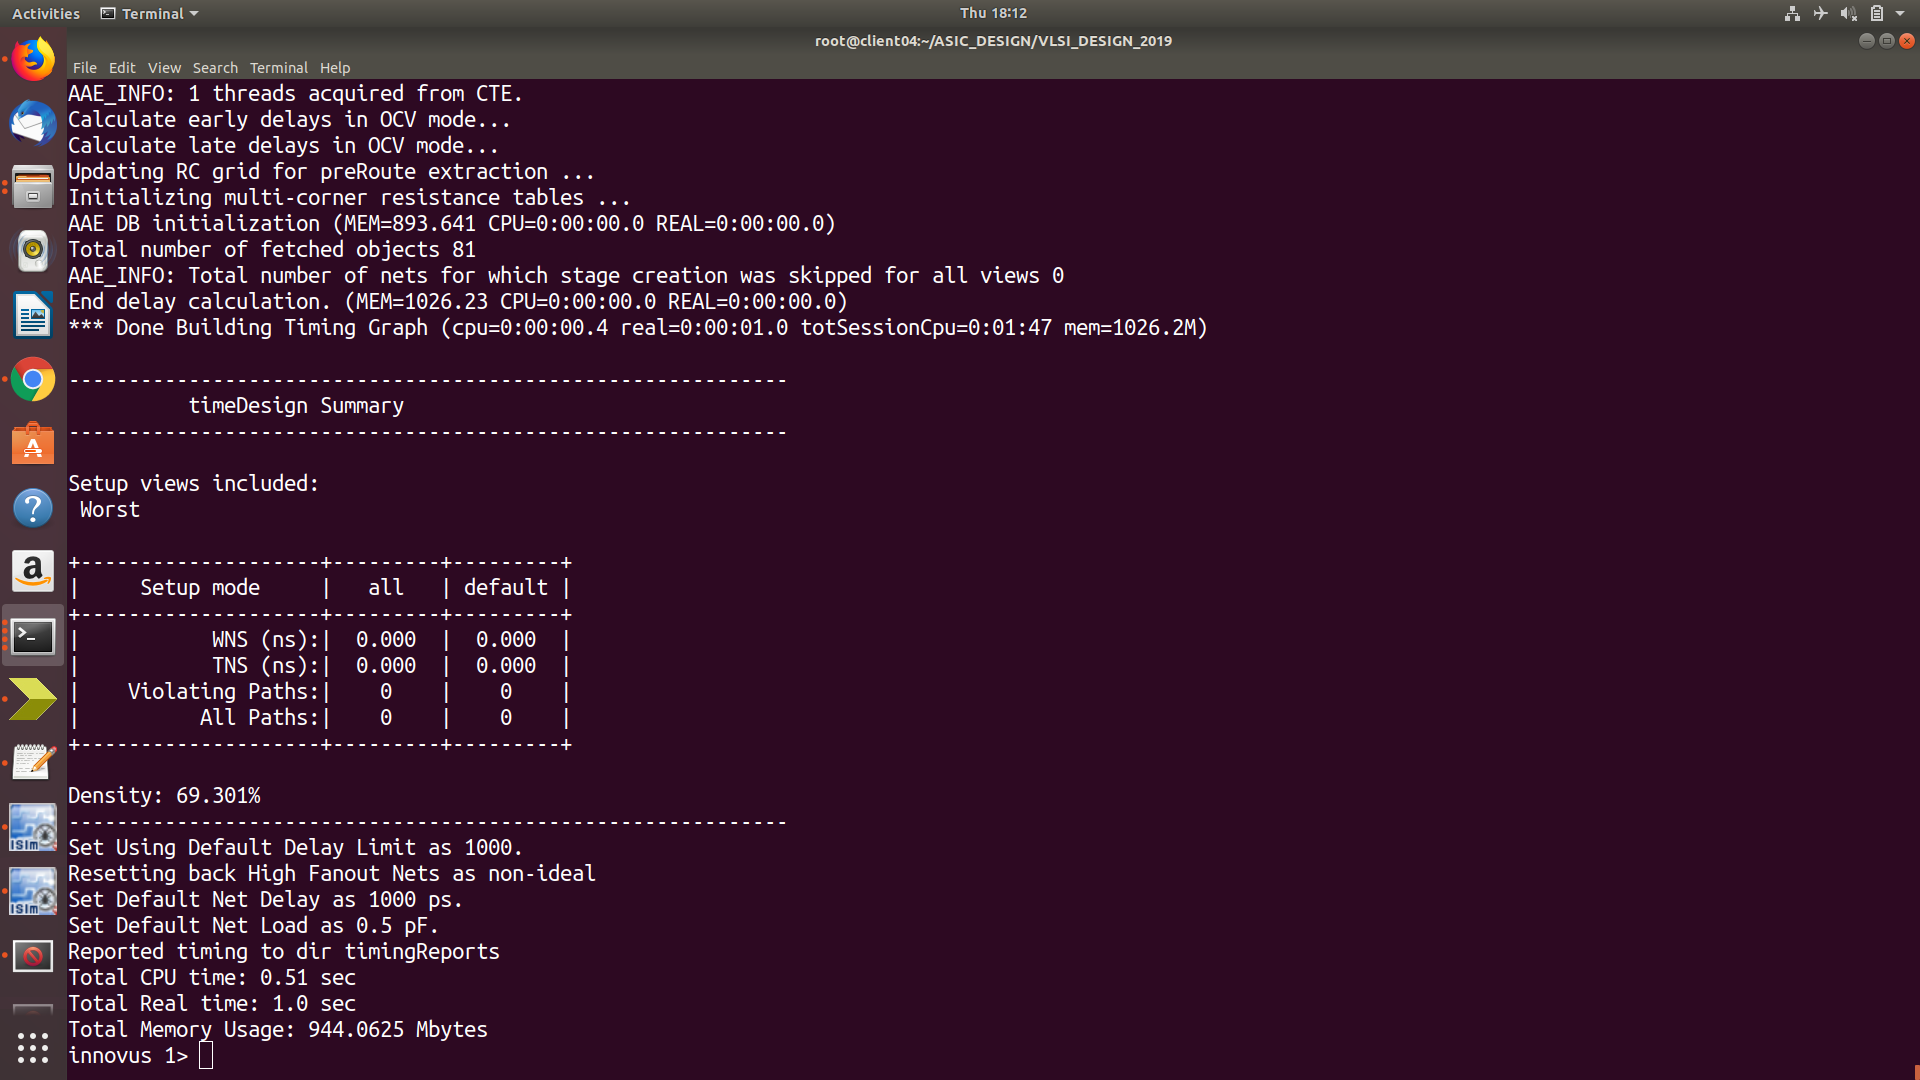 Activities Terminal Thu 18:12
root@client04:~/ASIC_DESIGN/VLSI_DESIGN_2019
File Edit View Search Terminal Help
AAE_INFO: 1 threads acquired from CTE.
Calculate early delays in OCV mode...
Calculate late delays in OCV mode...
Updating RC grid for preRoute extraction ...
Initializing multi-corner resistance tables ...
AAE DB initialization (MEM=893.641 CPU=0:00:00.0 REAL=0:00:00.0)
Total number of fetched objects 81
AAE_INFO: Total number of nets for which stage creation was skipped for all views 0
End delay calculation. (MEM=1026.23 CPU=0:00:00.0 REAL=0:00:00.0)
*** Done Building Timing Graph (cpu=0:00:00.4 real=0:00:01.0 totSessionCpu=0:01:47 mem=1026.2M)
------------------------------------------------------------
          timeDesign Summary
------------------------------------------------------------
Setup views included:
 Worst
+--------------------+---------+---------+
|     Setup mode     |   all   | default |
+--------------------+---------+---------+
|           WNS (ns):|  0.000  |  0.000  |
|           TNS (ns):|  0.000  |  0.000  |
|    Violating Paths:|    0    |    0    |
|          All Paths:|    0    |    0    |
+--------------------+---------+---------+
Density: 69.301%
------------------------------------------------------------
Set Using Default Delay Limit as 1000.
Resetting back High Fanout Nets as non-ideal
Set Default Net Delay as 1000 ps.
Set Default Net Load as 0.5 pF.
Reported timing to dir timingReports
Total CPU time: 0.51 sec
Total Real time: 1.0 sec
Total Memory Usage: 944.0625 Mbytes
innovus 1>
ISim
ISim